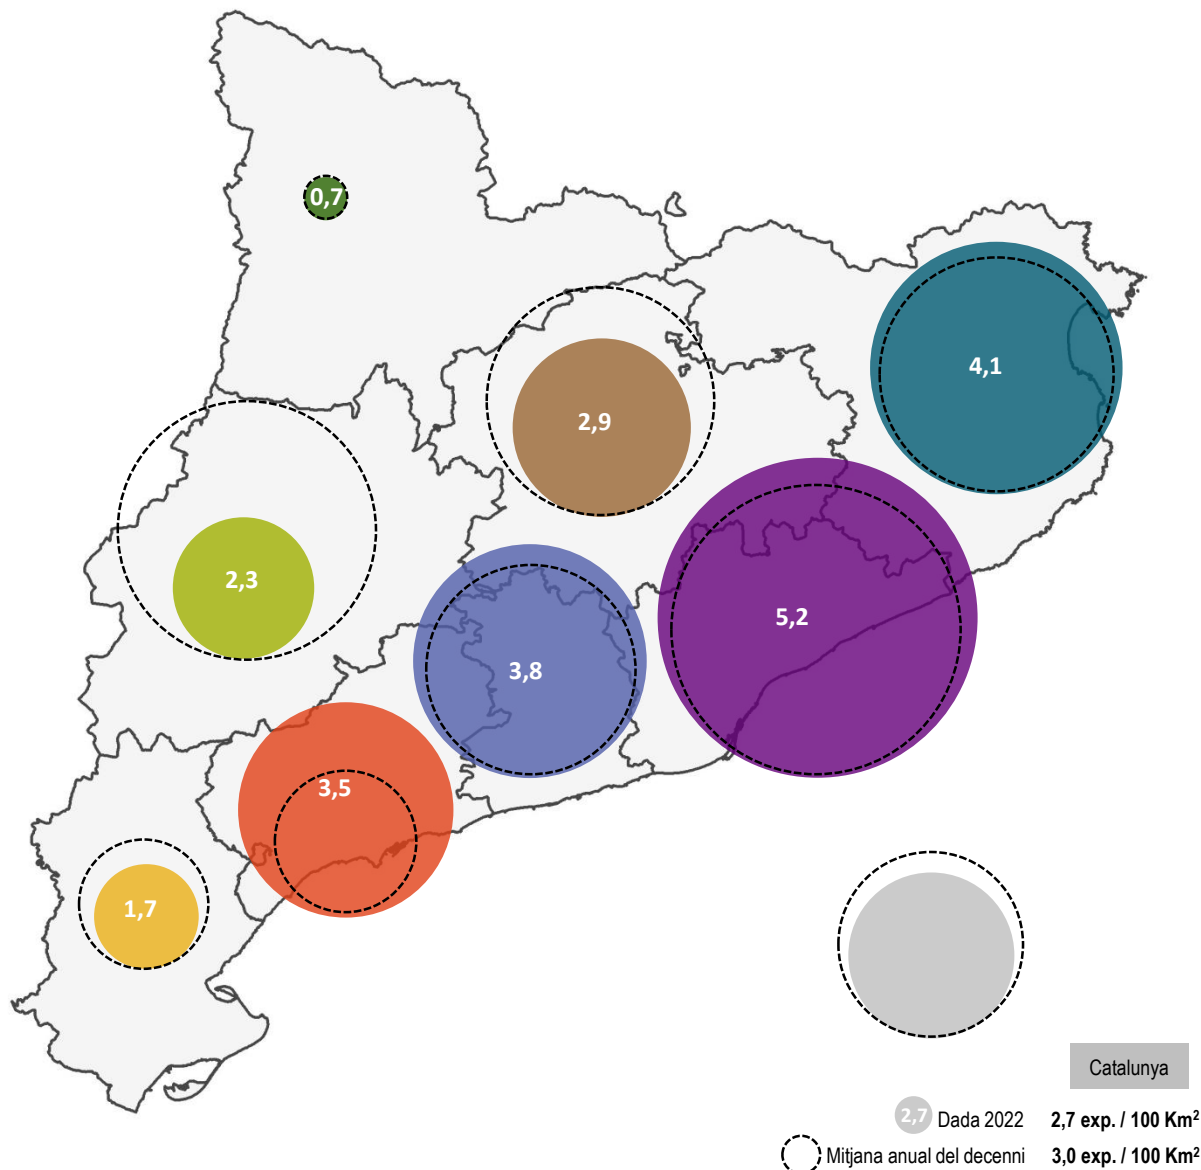 0,7
4,1
2,9
2,3
5,2
3,8
3,5
1,7
Catalunya
2,7 Dada 2022 2,7 exp. / 100 Km²
Mitjana anual del decenni 3,0 exp. / 100 Km²